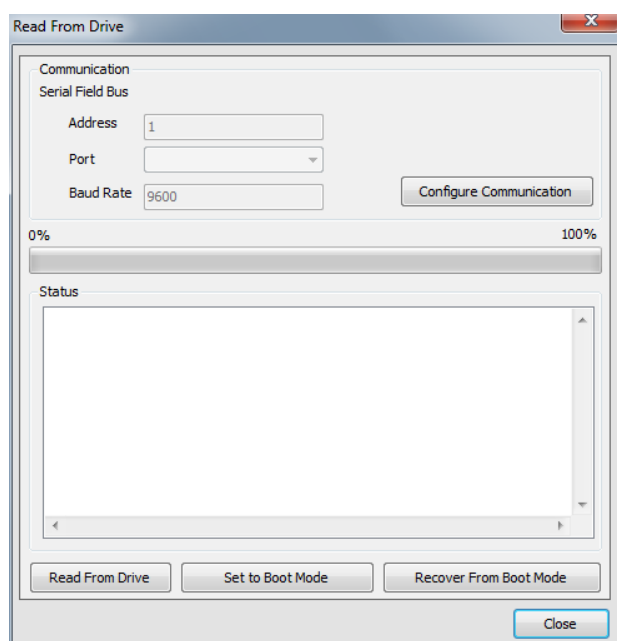 Read From Drive
Communication
Serial Field Bus
Address 1
Port
Baud Rate 9600
Configure Communication
0% 100%
Status
Read From Drive Set to Boot Mode Recover From Boot Mode
Close